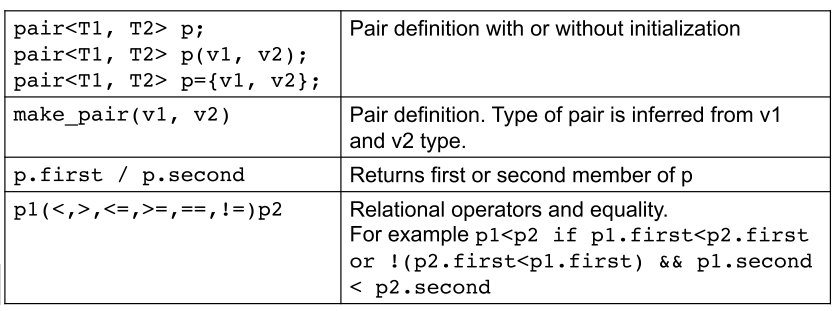 pair<T1, T2> p;
pair<T1, T2> p(v1, v2);
pair<T1, T2> p={v1, v2};
Pair definition with or without initialization
make_pair(v1, v2)
Pair definition. Type of pair is inferred from v1
and v2 type.
p.first / p.second
Returns first or second member of p
p1(<,>,<=,>=,==,!=)p2
Relational operators and equality.
For example p1<p2 if p1.first<p2.first
or !(p2.first<p1.first) && p1.second
< p2.second